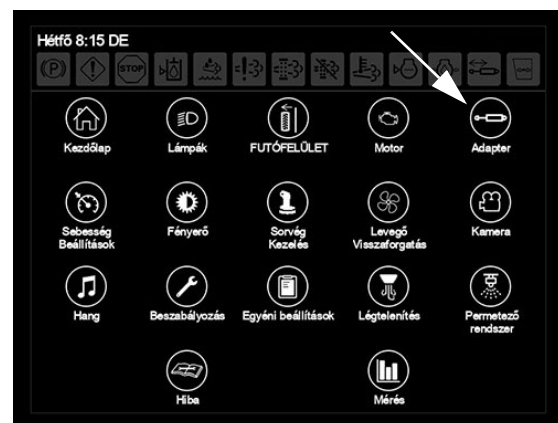 Hétfő 8:15 DE
(P) STOP
Kezdőlap Lámpák FUTÓFELÜLET Motor Adapter
Sebesség Beállítások Fényerő Sorvég Kezelés Levegő Visszaforgatás Kamera
Hang Beszabályozás Egyéni beállítások Légtelenítés Permetező rendszer
Hiba Mérés